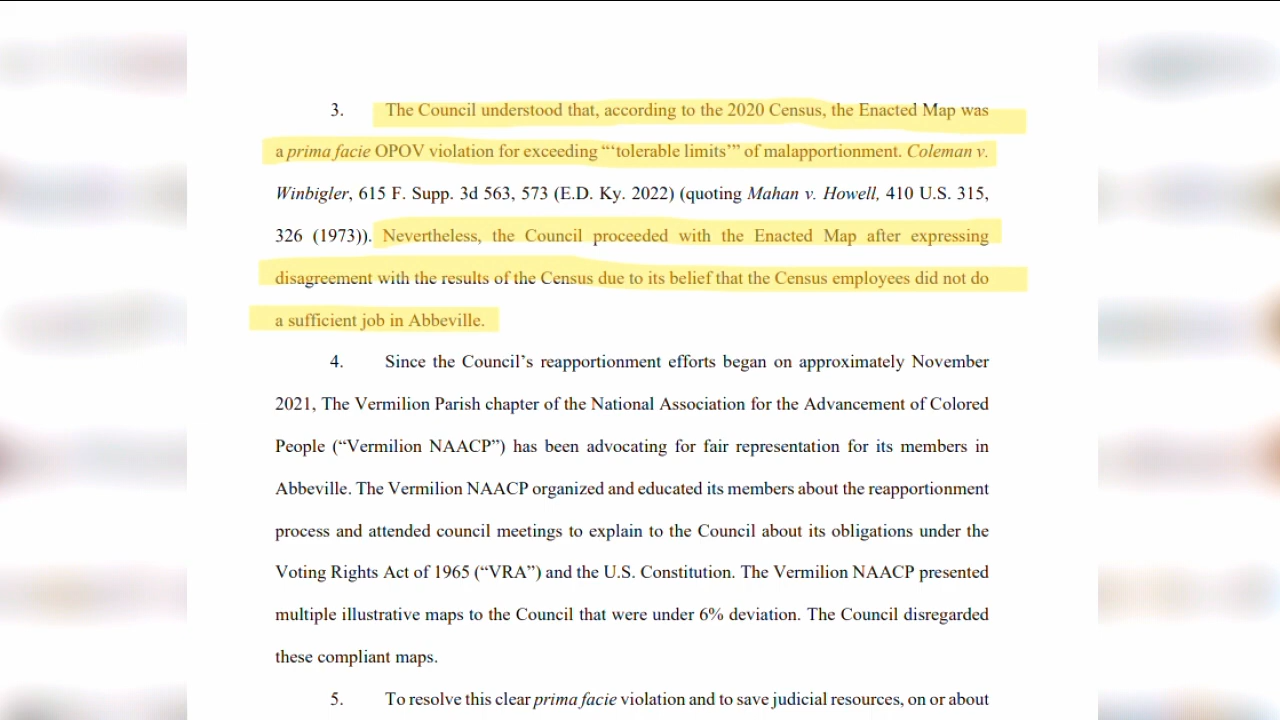 3. The Council understood that, according to the 2020 Census, the Enacted Map was
a prima facie OPOV violation for exceeding “‘tolerable limits’” of malapportionment. Coleman v.
Winbigler, 615 F. Supp. 3d 563, 573 (E.D. Ky. 2022) (quoting Mahan v. Howell, 410 U.S. 315,
326 (1973)). Nevertheless, the Council proceeded with the Enacted Map after expressing
disagreement with the results of the Census due to its belief that the Census employees did not do
a sufficient job in Abbeville.
4. Since the Council’s reapportionment efforts began on approximately November
2021, The Vermilion Parish chapter of the National Association for the Advancement of Colored
People (“Vermilion NAACP”) has been advocating for fair representation for its members in
Abbeville. The Vermilion NAACP organized and educated its members about the reapportionment
process and attended council meetings to explain to the Council about its obligations under the
Voting Rights Act of 1965 (“VRA”) and the U.S. Constitution. The Vermilion NAACP presented
multiple illustrative maps to the Council that were under 6% deviation. The Council disregarded
these compliant maps.
5. To resolve this clear prima facie violation and to save judicial resources, on or about